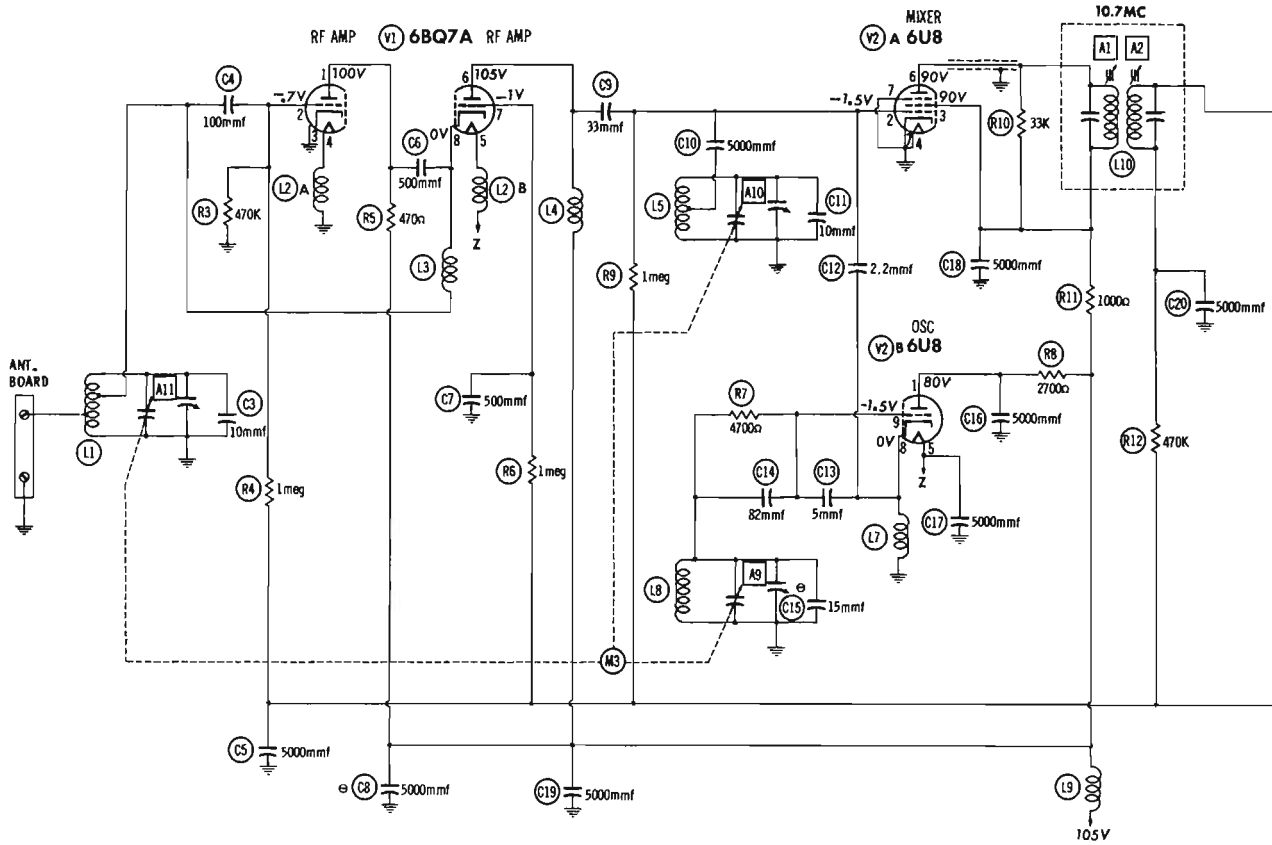 10.7MC
RF AMP V1 6BQ7A RF AMP
MIXER
V2 A 6U8
A1 A2
C4
100mmf
-.7V
1 100V
2
3
4
6
105V
-1V
7
0V
8
5
C9
33mmf
-1.5V
7
6
90V
90V
2
3
4
R10
33K
L10
R3
470K
L2 A
R5
470Ω
C6
500mmf
L2 B
Z
L3
L4
C10
5000mmf
L5
A10
C11
10mmf
R9
1meg
C12
2.2mmf
C18
5000mmf
R11
1000Ω
C20
5000mmf
OSC
V2 B 6U8
ANT.
BOARD
A11
C3
10mmf
L1
C7
500mmf
R7
4700Ω
-1.5V
1
80V
9
0V
8
5
Z
R8
2700Ω
C16
5000mmf
R12
470K
R4
1meg
R6
1meg
C14
82mmf
C13
5mmf
L7
C17
5000mmf
L8
A9
⊖
C15
15mmf
M3
C5
5000mmf
⊖ C8
5000mmf
C19
5000mmf
L9
105V